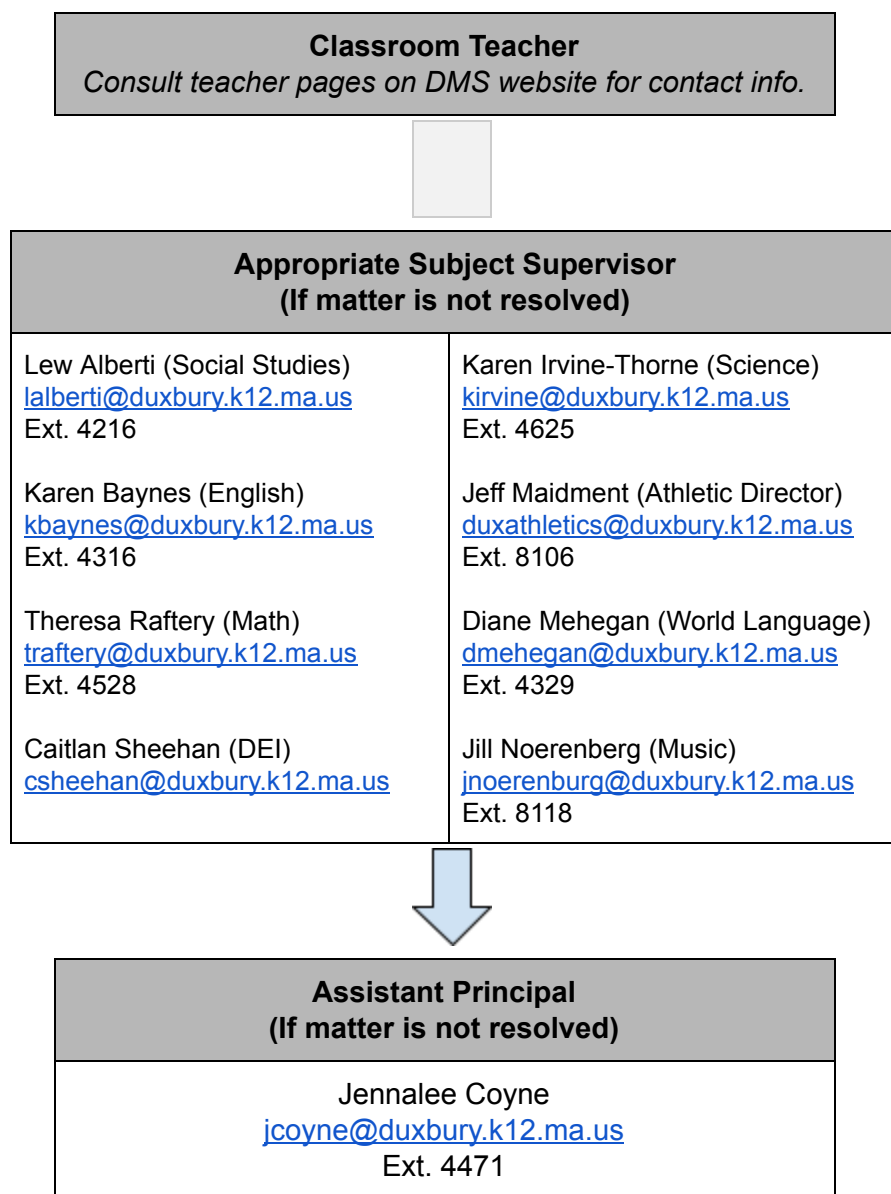 Classroom Teacher
Consult teacher pages on DMS website for contact info.
Appropriate Subject Supervisor
(If matter is not resolved)
Lew Alberti (Social Studies)
lalberti@duxbury.k12.ma.us
Ext. 4216
Karen Baynes (English)
kbaynes@duxbury.k12.ma.us
Ext. 4316
Theresa Raftery (Math)
traftery@duxbury.k12.ma.us
Ext. 4528
Caitlan Sheehan (DEI)
csheehan@duxbury.k12.ma.us
Karen Irvine-Thorne (Science)
kirvine@duxbury.k12.ma.us
Ext. 4625
Jeff Maidment (Athletic Director)
duxathletics@duxbury.k12.ma.us
Ext. 8106
Diane Mehegan (World Language)
dmehegan@duxbury.k12.ma.us
Ext. 4329
Jill Noerenberg (Music)
jnoerenburg@duxbury.k12.ma.us
Ext. 8118
Assistant Principal
(If matter is not resolved)
Jennalee Coyne
jcoyne@duxbury.k12.ma.us
Ext. 4471